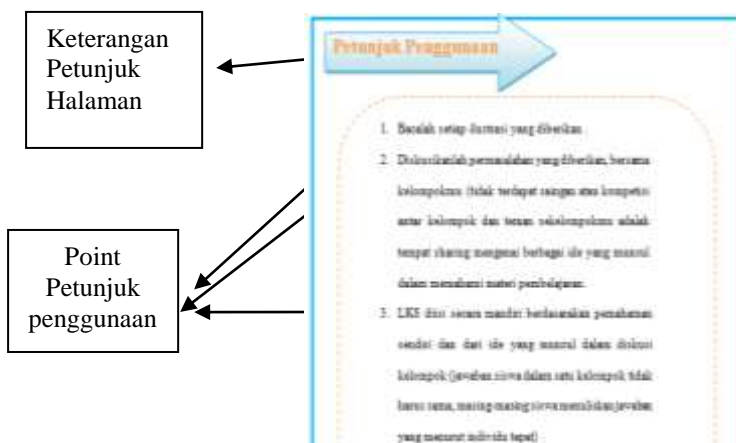 Keterangan
Petunjuk
Halaman
Point
Petunjuk
penggunaan
Petunjuk Penggunaan
1. Bacalah setiap ilustrasi yang diberikan.
2. Diskusikanlah permasalahan yang diberikan, bersama
kelompokmu (tidak terdapat saingan atau kompetisi
antar kelompok dan teman sekelompokmu adalah
tempat sharing mengenai berbagai ide yang muncul
dalam memahami materi pembelajaran.
3. LKS diisi secara mandiri berdasarkan pemahaman
sendiri dan dari ide yang muncul dalam diskusi
kelompok (jawaban siswa dalam satu kelompok tidak
harus sama, masing-masing siswa menuliskan jawaban
yang menurut individu tepat)